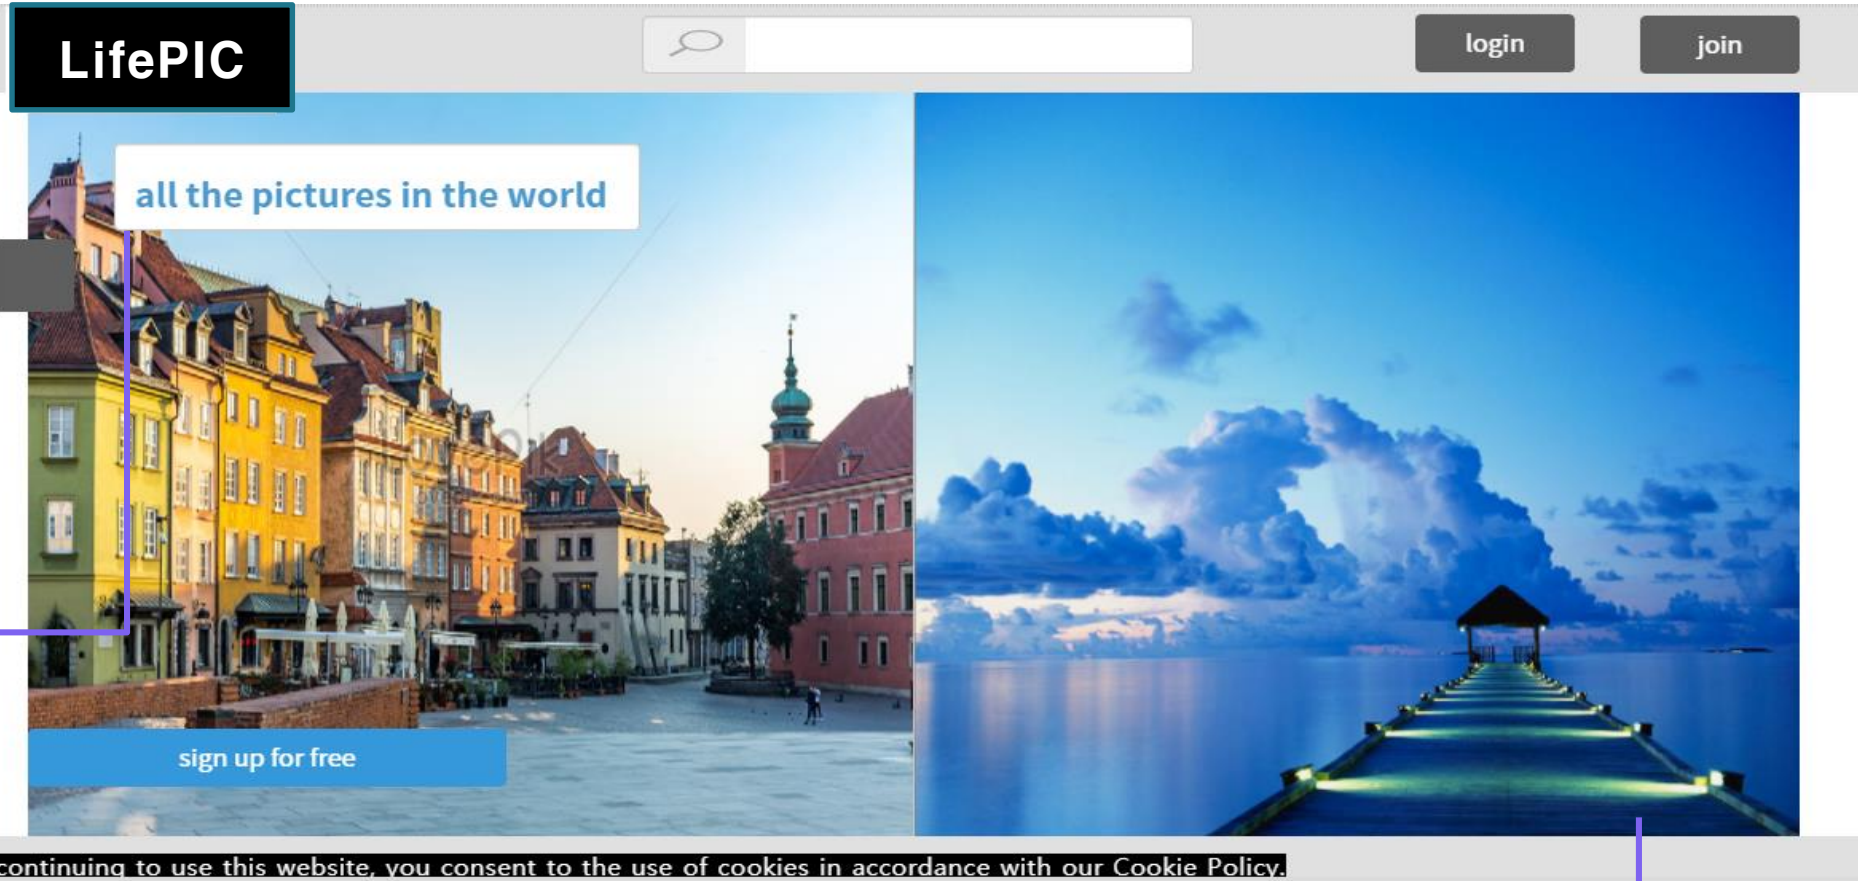 LifePIC
login
join
all the pictures in the world
sign up for free
continuing to use this website, you consent to the use of cookies in accordance with our Cookie Policy.